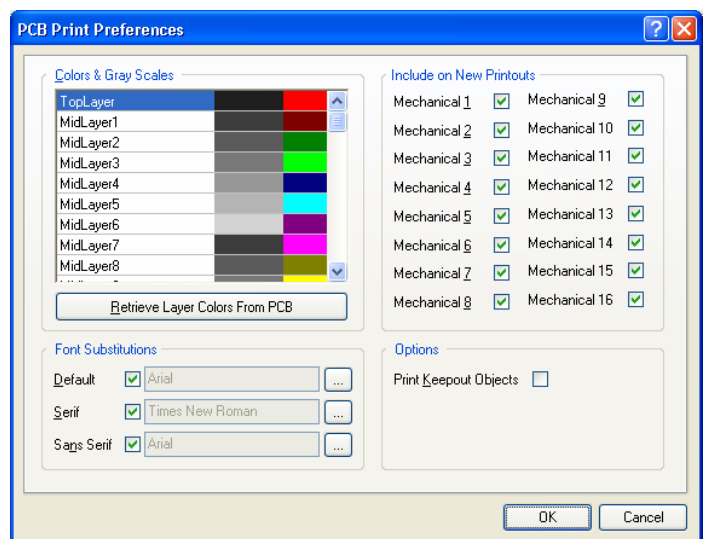 PCB Print Preferences
Colors & Gray Scales
TopLayer
MidLayer1
MidLayer2
MidLayer3
MidLayer4
MidLayer5
MidLayer6
MidLayer7
MidLayer8
Retrieve Layer Colors From PCB
Include on New Printouts
Mechanical 1
Mechanical 2
Mechanical 3
Mechanical 4
Mechanical 5
Mechanical 6
Mechanical 7
Mechanical 8
Mechanical 9
Mechanical 10
Mechanical 11
Mechanical 12
Mechanical 13
Mechanical 14
Mechanical 15
Mechanical 16
Font Substitutions
Default Arial ...
Serif Times New Roman ...
Sans Serif Arial ...
Options
Print Keepout Objects
OK Cancel